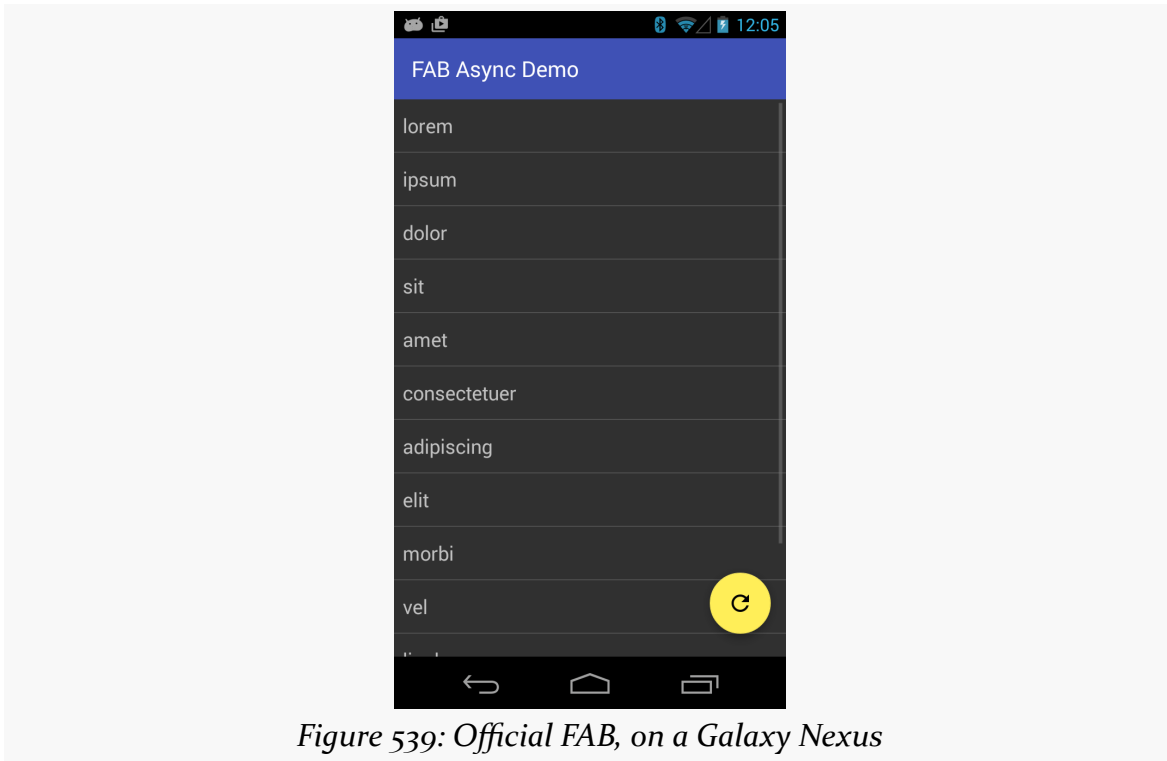 12:05
FAB Async Demo
lorem
ipsum
dolor
sit
amet
consectetuer
adipiscing
elit
morbi
vel
Figure 539: Official FAB, on a Galaxy Nexus